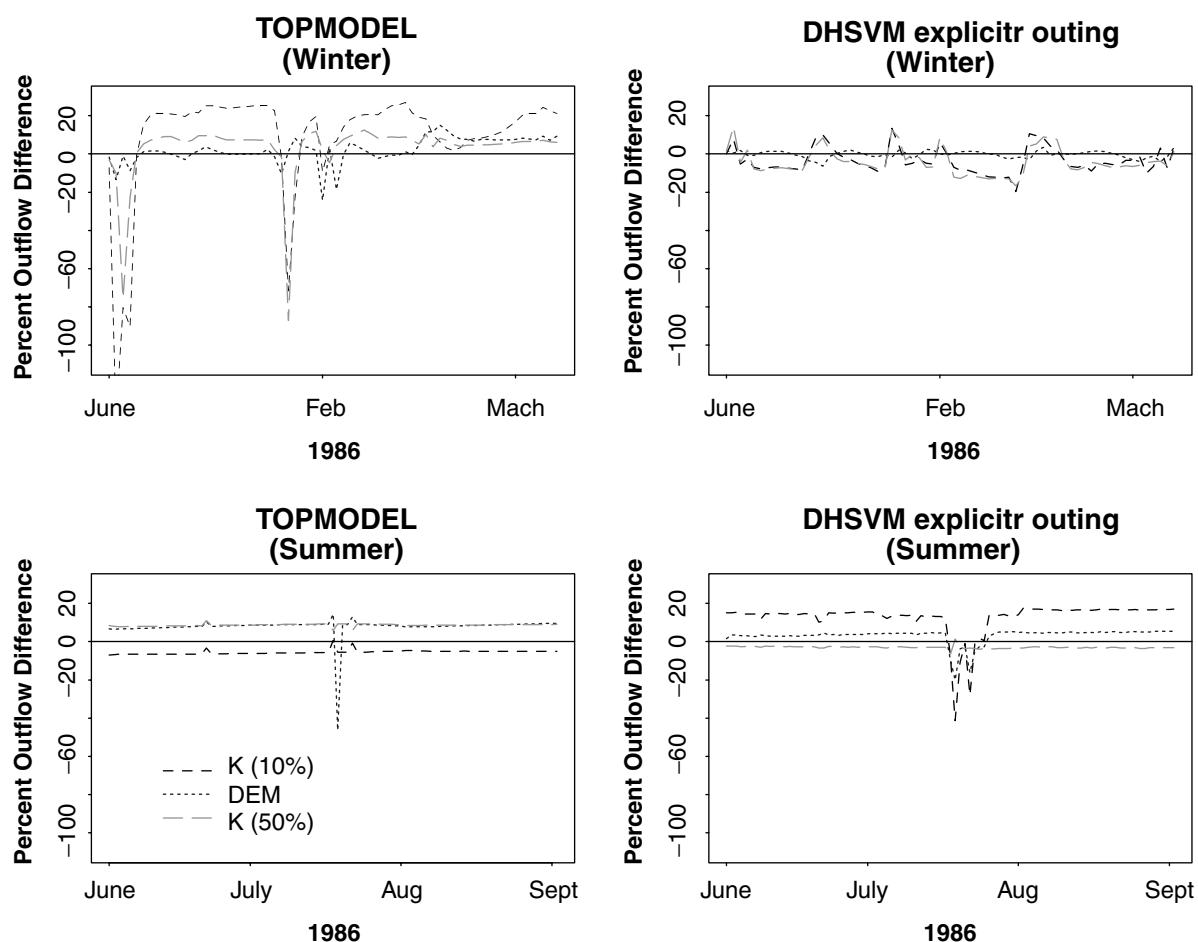 TOPMODEL
(Winter)
Percent Outflow Difference
20
0
−20
−60
−100
June
Feb
Mach
1986
DHSVM explicitr outing
(Winter)
Percent Outflow Difference
20
0
−20
−60
−100
June
Feb
Mach
1986
TOPMODEL
(Summer)
Percent Outflow Difference
20
0
−20
−60
−100
K (10%)
DEM
K (50%)
June
July
Aug
Sept
1986
DHSVM explicitr outing
(Summer)
Percent Outflow Difference
20
0
−20
−60
−100
June
July
Aug
Sept
1986